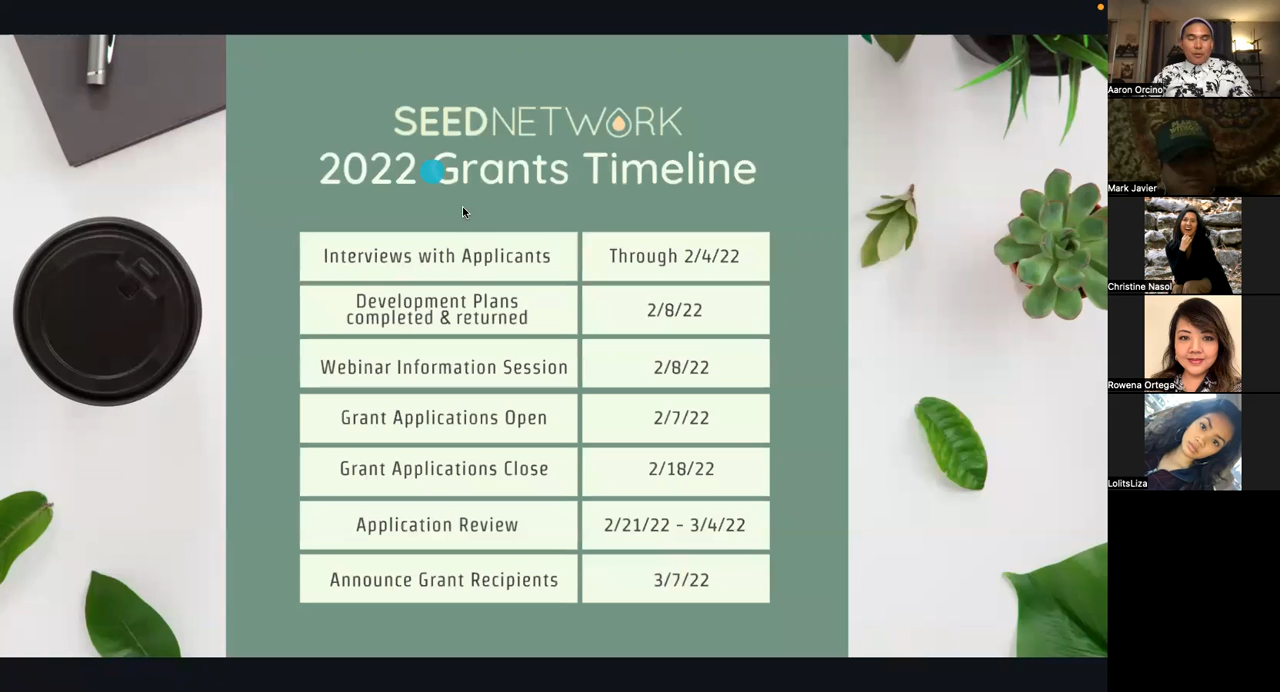 SEEDNETWORK
2022 Grants Timeline
Interviews with Applicants
Through 2/4/22
Development Plans
completed & returned
2/8/22
Webinar Information Session
2/8/22
Grant Applications Open
2/7/22
Grant Applications Close
2/18/22
Application Review
2/21/22 - 3/4/22
Announce Grant Recipients
3/7/22
Aaron Orcino
Mark Javier
Christine Nasol
Rowena Ortega
LolitsLiza